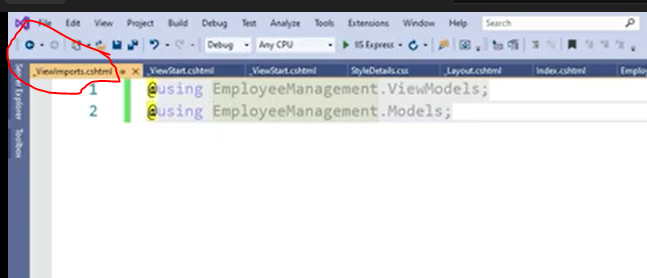 File Edit View Project Build Debug Test Analyze Tools Extensions Window Help Search
Debug Any CPU IIS Express
_ViewImports.cshtml _ViewStart.cshtml _ViewStart.cshtml StyleDetails.css _Layout.cshtml Index.cshtml Emplo
Server Explorer
Toolbox
1 @using EmployeeManagement.ViewModels;
2 @using EmployeeManagement.Models;